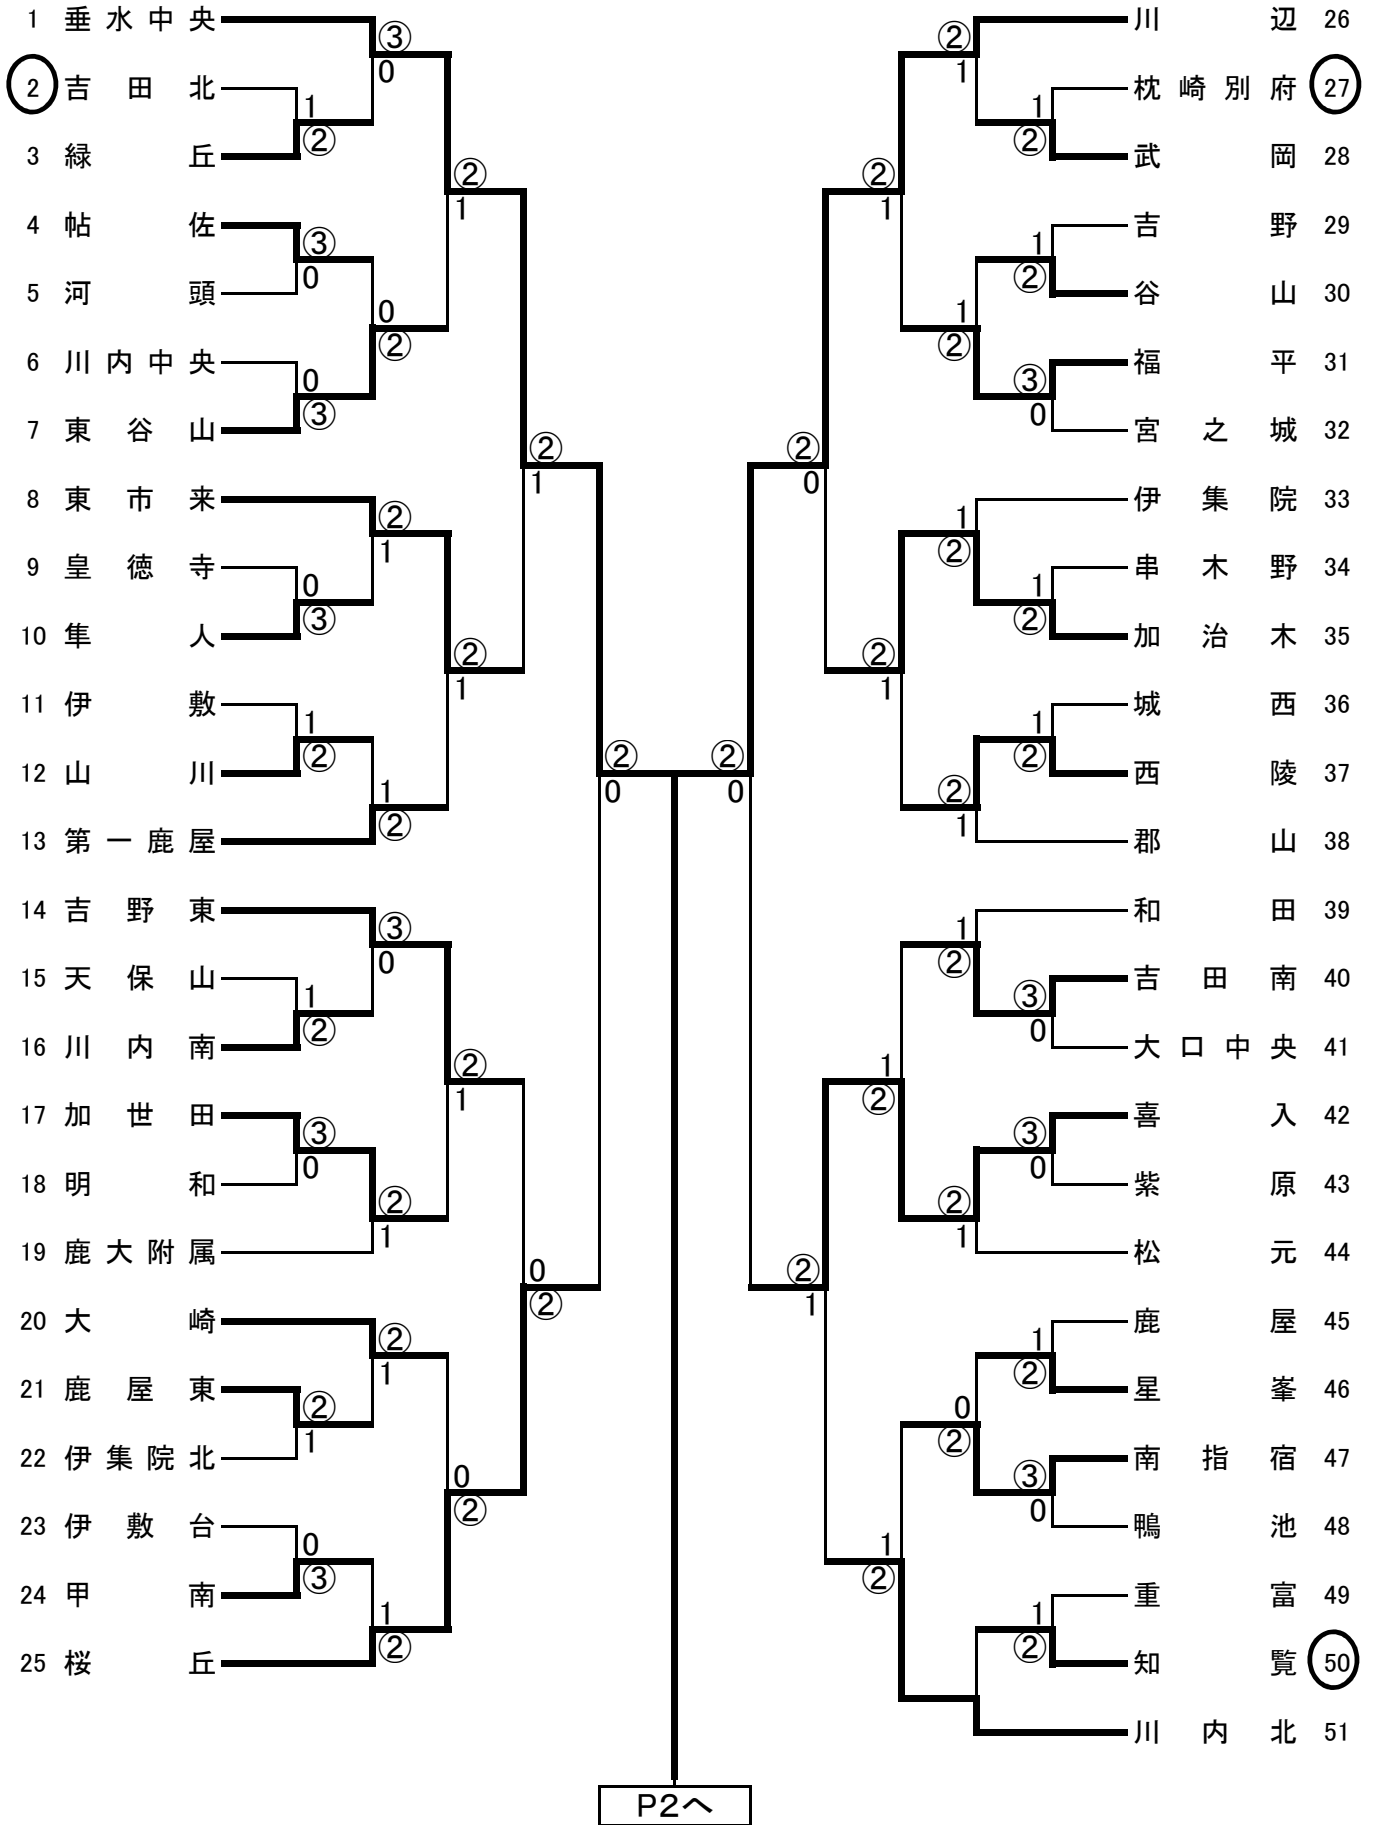 1 垂水中央
③
0
2 吉田北
1
②
3 緑丘
②
1
4 帖佐
③
0
5 河頭
0
②
6 川内中央
0
③
7 東谷山
②
1
8 東市来
②
1
9 皇徳寺
0
③
10 隼人
②
1
11 伊敷
1
②
12 山川
1
②
13 第一鹿屋
②
0
14 吉野東
③
0
15 天保山
1
②
16 川内南
②
1
17 加世田
③
0
18 明和
②
1
19 鹿大附属
0
②
20 大崎
②
1
21 鹿屋東
②
1
22 伊集院北
0
②
23 伊敷台
0
③
24 甲南
1
②
25 桜丘
川辺 26
②
1
枕崎別府 27
1
②
武岡 28
②
1
吉野 29
1
②
谷山 30
1
②
福平 31
③
0
宮之城 32
②
0
伊集院 33
1
②
串木野 34
1
②
加治木 35
②
1
城西 36
1
②
西陵 37
②
1
郡山 38
②
0
和田 39
1
②
吉田南 40
③
0
大口中央 41
1
②
喜入 42
③
0
紫原 43
②
1
松元 44
②
1
鹿屋 45
1
②
星峯 46
0
②
南指宿 47
③
0
鴨池 48
1
②
重富 49
1
②
知覧 50
川内北 51
P2へ